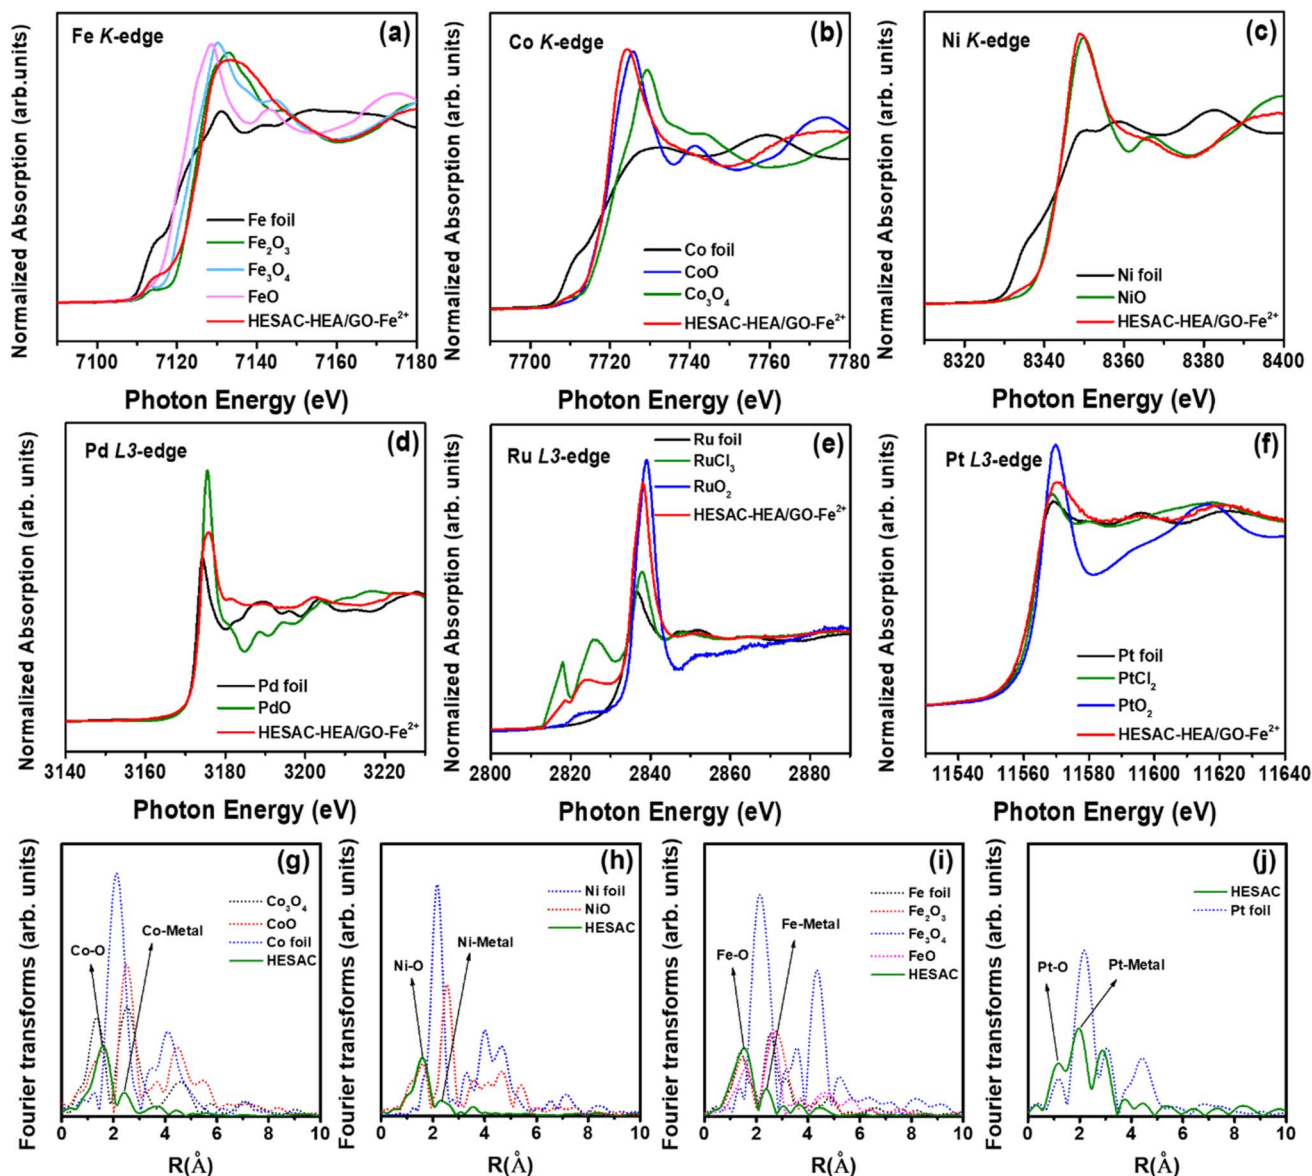 Fe K-edge
(a)
Normalized Absorption (arb.units)
Fe foil
Fe₂O₃
Fe₃O₄
FeO
HESAC-HEA/GO-Fe²⁺
7100 7120 7140 7160 7180
Photon Energy (eV)
Co K-edge
(b)
Normalized Absorption (arb. units)
Co foil
CoO
Co₃O₄
HESAC-HEA/GO-Fe²⁺
7700 7720 7740 7760 7780
Photon Energy (eV)
Ni K-edge
(c)
Normalized Absorption (arb. units)
Ni foil
NiO
HESAC-HEA/GO-Fe²⁺
8320 8340 8360 8380 8400
Photon Energy (eV)
Pd L3-edge
(d)
Normalized Absorption (arb. units)
Pd foil
PdO
HESAC-HEA/GO-Fe²⁺
3140 3160 3180 3200 3220
Photon Energy (eV)
Ru L3-edge
(e)
Normalized Absorption (arb. units)
Ru foil
RuCl₃
RuO₂
HESAC-HEA/GO-Fe²⁺
2800 2820 2840 2860 2880
Photon Energy (eV)
Pt L3-edge
(f)
Normalized Absorption (arb. units)
Pt foil
PtCl₂
PtO₂
HESAC-HEA/GO-Fe²⁺
11540 11560 11580 11600 11620 11640
Photon Energy (eV)
(g)
Fourier transforms (arb. units)
Co₃O₄
CoO
Co foil
HESAC
Co-O
Co-Metal
0 2 4 6 8 10
R(Å)
(h)
Fourier transforms (arb. units)
Ni foil
NiO
HESAC
Ni-O
Ni-Metal
0 2 4 6 8 10
R(Å)
(i)
Fourier transforms (arb. units)
Fe foil
Fe₂O₃
Fe₃O₄
FeO
HESAC
Fe-O
Fe-Metal
0 2 4 6 8 10
R(Å)
(j)
Fourier transforms (arb. units)
HESAC
Pt foil
Pt-O
Pt-Metal
0 2 4 6 8 10
R(Å)